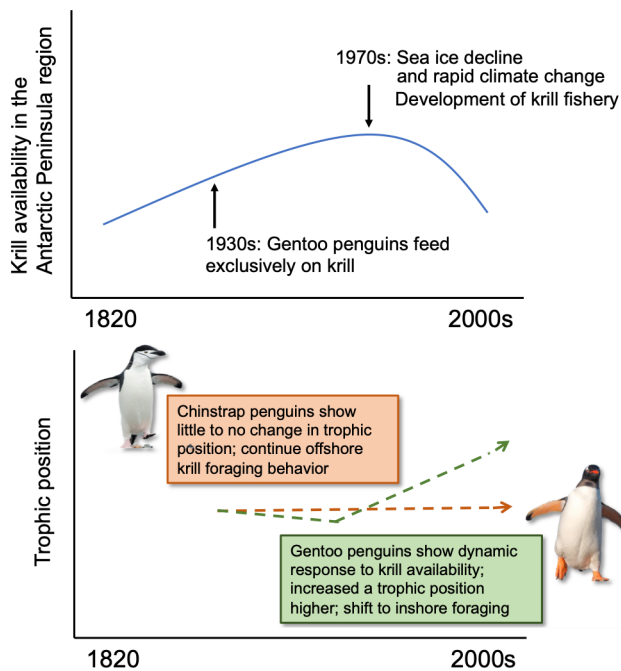 1970s: Sea ice decline
and rapid climate change
Development of krill fishery
Krill availability in the
Antarctic Peninsula region
1930s: Gentoo penguins feed
exclusively on krill
1820
2000s
Chinstrap penguins show
little to no change in trophic
position; continue offshore
krill foraging behavior
Trophic position
Gentoo penguins show dynamic
response to krill availability;
increased a trophic position
higher; shift to inshore foraging
1820
2000s